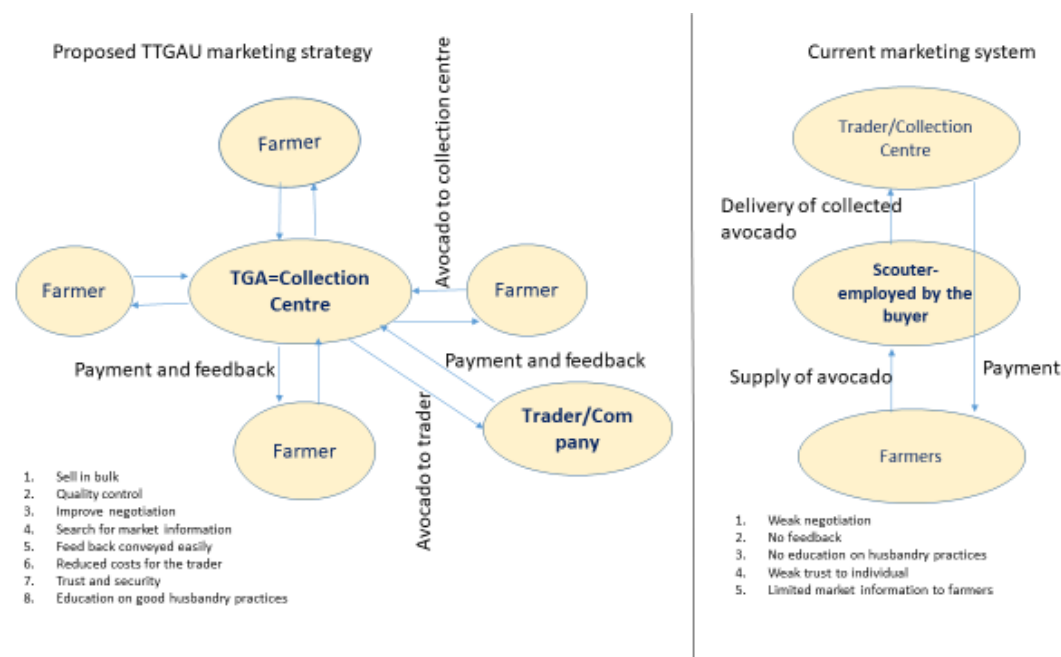 Proposed TTGAU marketing strategy
Farmer
Avocado to collection centre
Farmer
TGA=Collection
Centre
Farmer
Payment and feedback
Payment and feedback
Farmer
Avocado to trader
Trader/Com
pany
1. Sell in bulk
2. Quality control
3. Improve negotiation
4. Search for market information
5. Feed back conveyed easily
6. Reduced costs for the trader
7. Trust and security
8. Education on good husbandry practices
Current marketing system
Trader/Collection
Centre
Delivery of collected
avocado
Scouter-
employed by the
buyer
Supply of avocado
Payment
Farmers
1. Weak negotiation
2. No feedback
3. No education on husbandry practices
4. Weak trust to individual
5. Limited market information to farmers